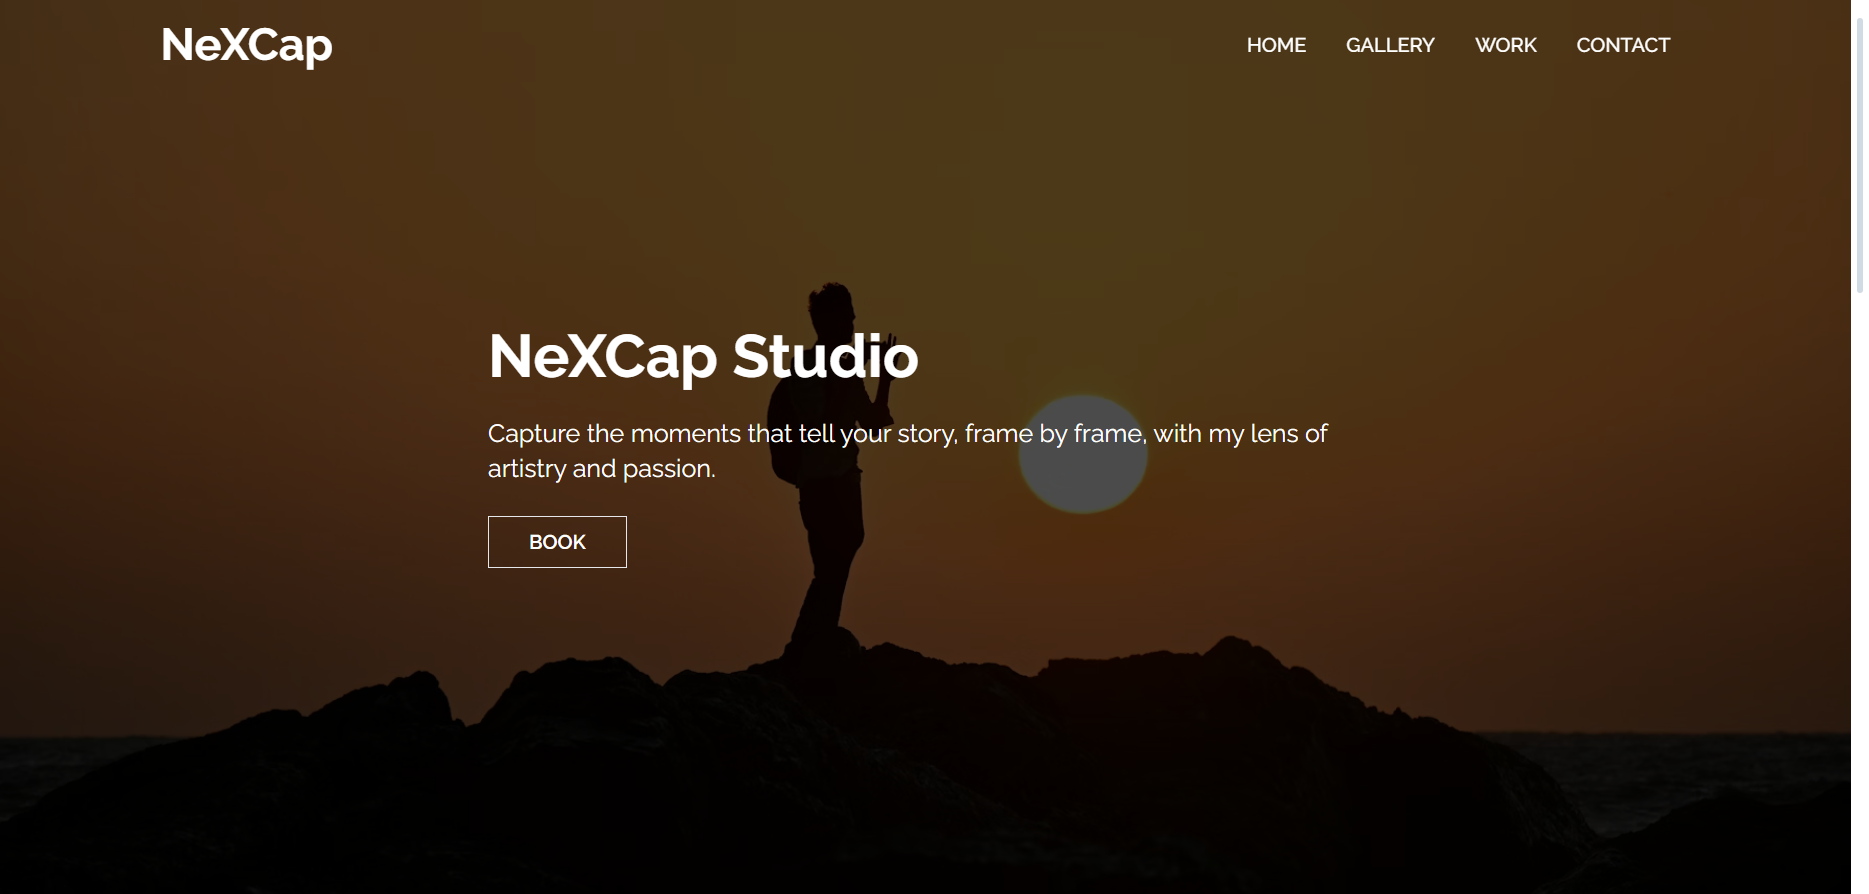 NeXCap
HOME GALLERY WORK CONTACT
NeXCap Studio
Capture the moments that tell your story, frame by frame, with my lens of
artistry and passion.
BOOK